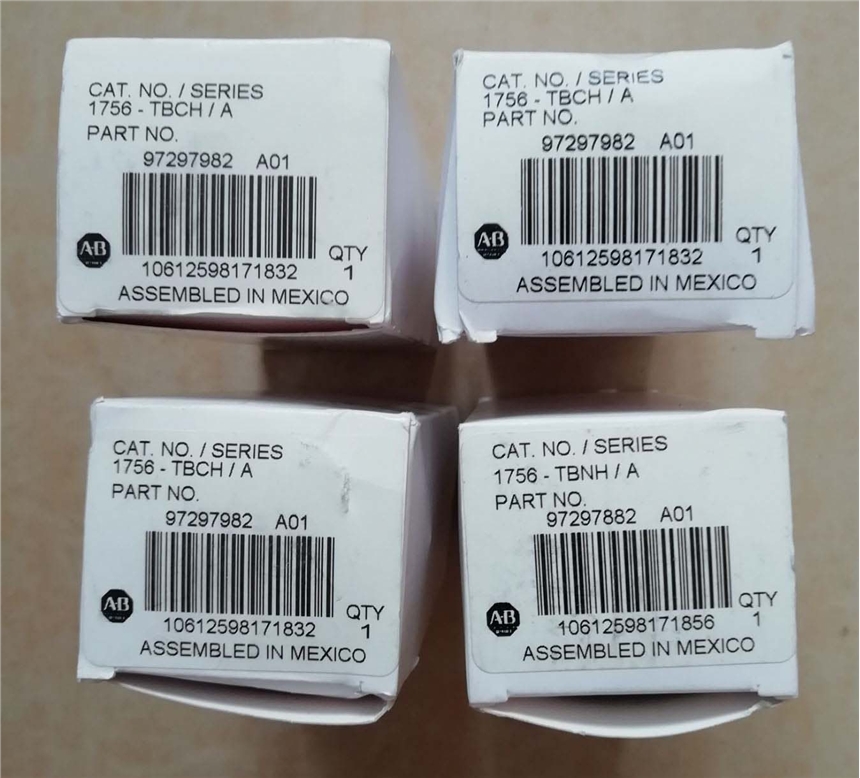 CAT. NO. / SERIES
1756 - TBCH / A
PART NO.
97297982 A01
AB
QTY
10612598171832 1
ASSEMBLED IN MEXICO
CAT. NO. / SERIES
1756 - TBCH / A
PART NO.
97297982 A01
AB
QTY
10612598171832 1
ASSEMBLED IN MEXICO
CAT. NO. / SERIES
1756 - TBCH / A
PART NO.
97297982 A01
AB
QTY
10612598171832 1
ASSEMBLED IN MEXICO
CAT. NO. / SERIES
1756 - TBNH / A
PART NO.
97297882 A01
AB
QTY
10612598171856 1
ASSEMBLED IN MEXICO